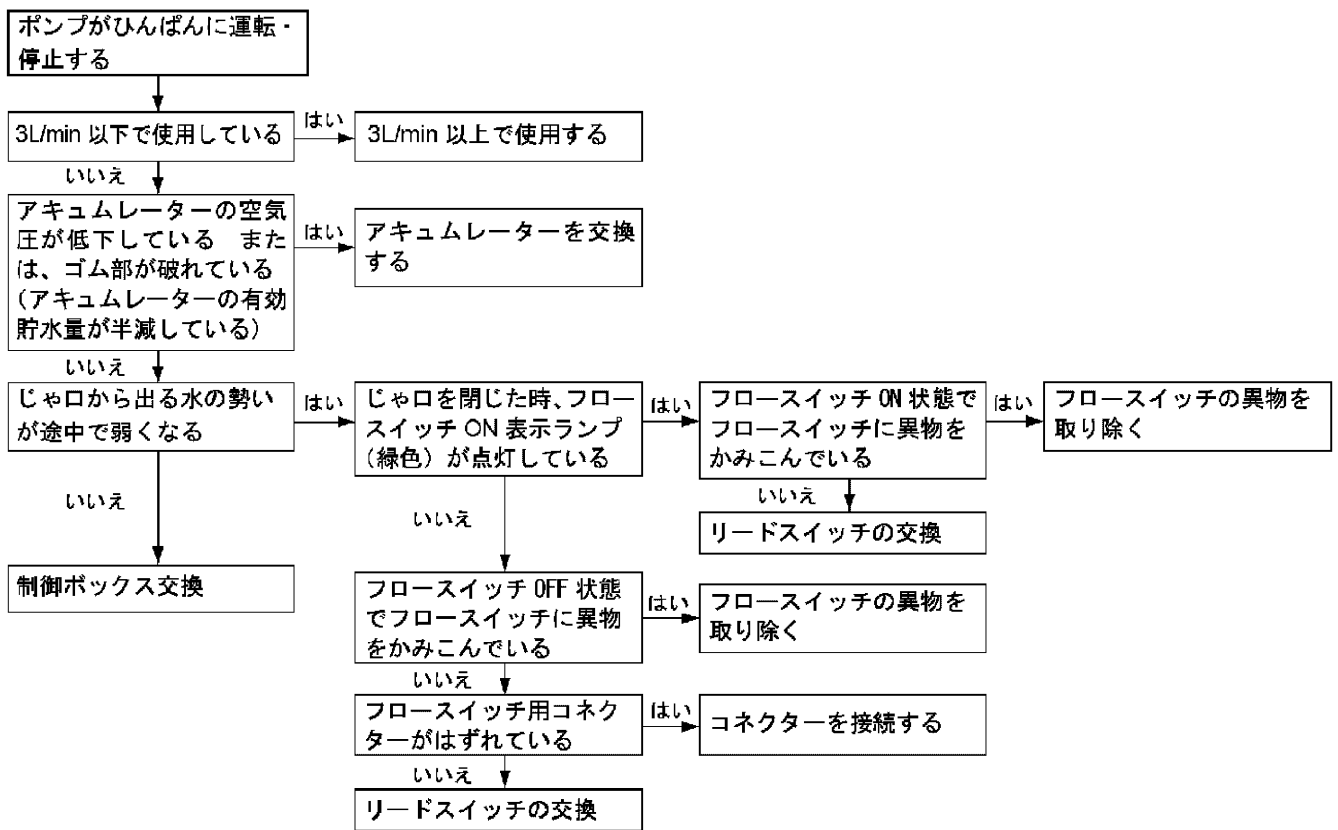 ポンプがひんぱんに運転・
停止する
3L/min 以下で使用している
はい
3L/min 以上で使用する
いいえ
アキュムレーターの空気
圧が低下している　また
は、ゴム部が破れている
(アキュムレーターの有効
貯水量が半減している)
はい
アキュムレーターを交換
する
いいえ
じゃ口から出る水の勢い
が途中で弱くなる
はい
じゃ口を閉じた時、フロー
スイッチ ON 表示ランプ
(緑色) が点灯している
はい
フロースイッチ ON 状態で
フロースイッチに異物を
かみこんでいる
はい
フロースイッチの異物を
取り除く
いいえ
リードスイッチの交換
いいえ
制御ボックス交換
いいえ
フロースイッチ OFF 状態
でフロースイッチに異物
をかみこんでいる
はい
フロースイッチの異物を
取り除く
いいえ
フロースイッチ用コネク
ターがはずれている
はい
コネクターを接続する
いいえ
リードスイッチの交換